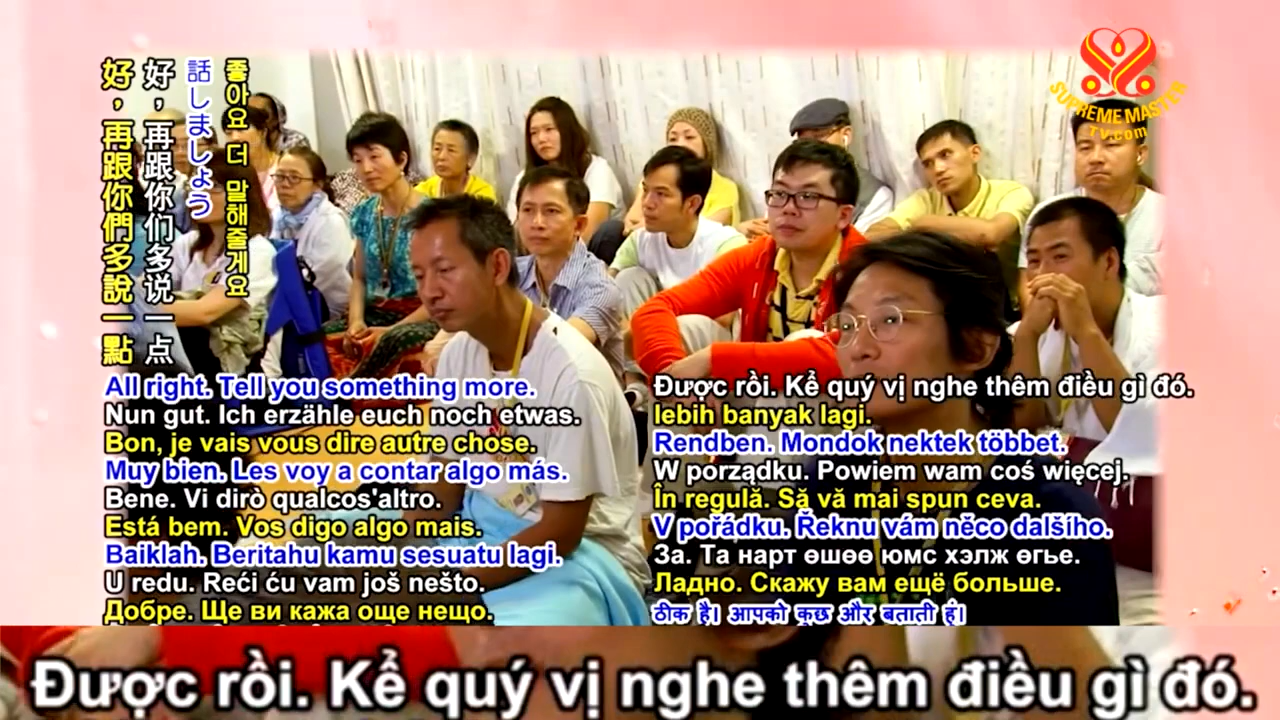 好，再跟你們多說一點
好，再跟你们多说一点
話しましょう
좋아요 더 말해줄게요
SUPREME MASTER
TV.com
All right. Tell you something more.
Nun gut. Ich erzähle euch noch etwas.
Bon, je vais vous dire autre chose.
Muy bien. Les voy a contar algo más.
Bene. Vi dirò qualcos'altro.
Está bem. Vos digo algo mais.
Baiklah. Beritahu kamu sesuatu lagi.
U redu. Reći ću vam još nešto.
Добре. Ще ви кажа още нещо.
Được rồi. Kể quý vị nghe thêm điều gì đó.
lebih banyak lagi.
Rendben. Mondok nektek többet.
W porządku. Powiem wam coś więcej.
În regulă. Să vă mai spun ceva.
V pořádku. Řeknu vám něco dalšího.
За. Та нарт өшөө юмс хэлж өгье.
Ладно. Скажу вам ещё больше.
ठीक है। आपको कुछ और बताती हूं।
Được rồi. Kể quý vị nghe thêm điều gì đó.